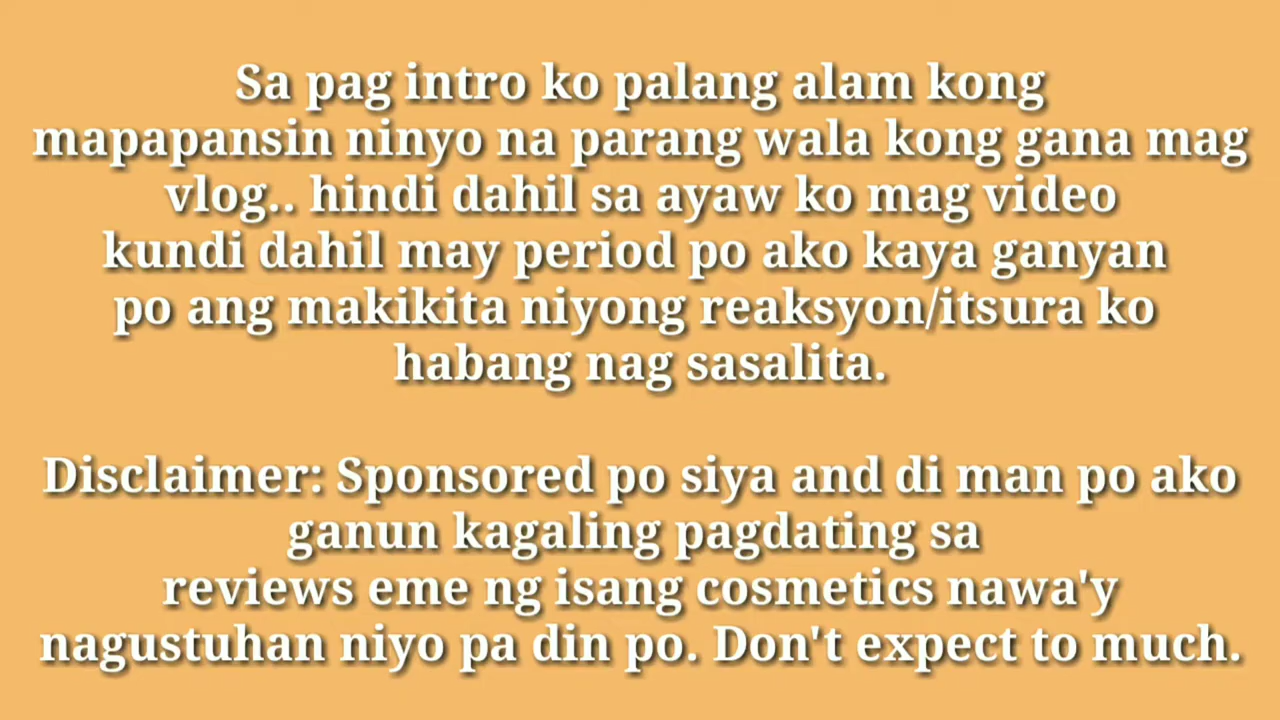 Sa pag intro ko palang alam kong
mapapansin ninyo na parang wala kong gana mag
vlog.. hindi dahil sa ayaw ko mag video
kundi dahil may period po ako kaya ganyan
po ang makikita niyong reaksyon/itsura ko
habang nag sasalita.
Disclaimer: Sponsored po siya and di man po ako
ganun kagaling pagdating sa
reviews eme ng isang cosmetics nawa'y
nagustuhan niyo pa din po. Don't expect to much.